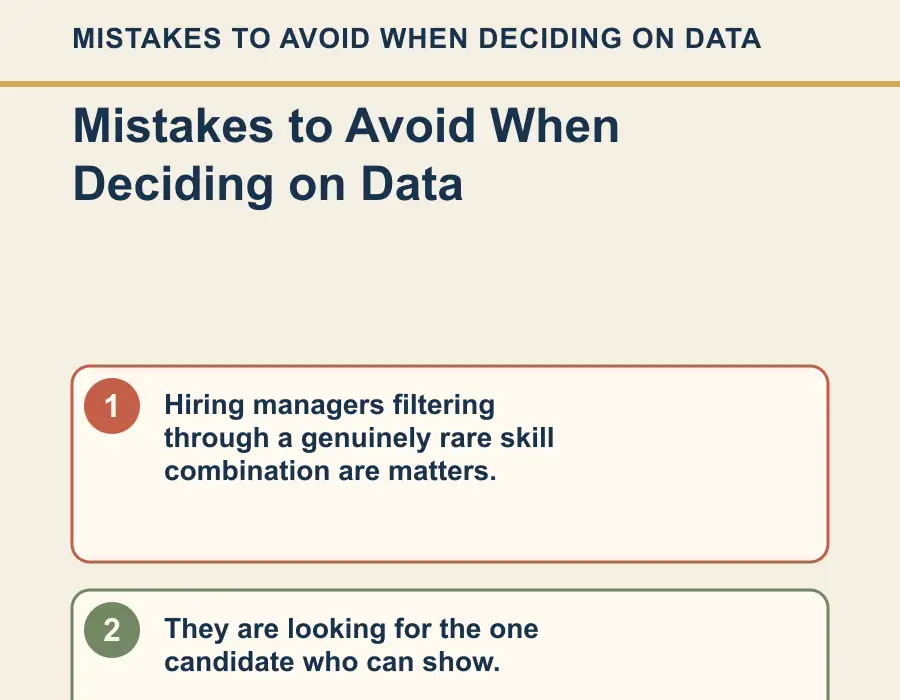 MISTAKES TO AVOID WHEN DECIDING ON DATA
Mistakes to Avoid When
Deciding on Data
1
Hiring managers filtering
through a genuinely rare skill
combination are matters.
2
They are looking for the one
candidate who can show.